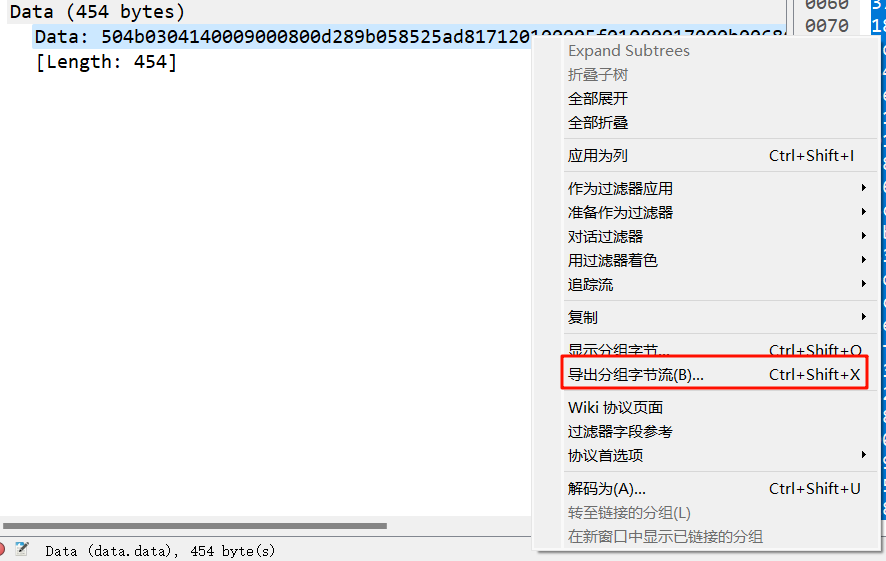 Data (454 bytes)
Data: 504b0304140009000800d289b058525ad817120100005f01000017000b0068
[Length: 454]
0060
0070
Expand Subtrees
折叠子树
全部展开
全部折叠
应用为列 Ctrl+Shift+I
作为过滤器应用
准备作为过滤器
对话过滤器
用过滤器着色
追踪流
复制
显示分组字节... Ctrl+Shift+O
导出分组字节流(B)... Ctrl+Shift+X
Wiki 协议页面
过滤器字段参考
协议首选项
解码为(A)... Ctrl+Shift+U
转至链接的分组(L)
在新窗口中显示已链接的分组
Data (data.data), 454 byte(s)